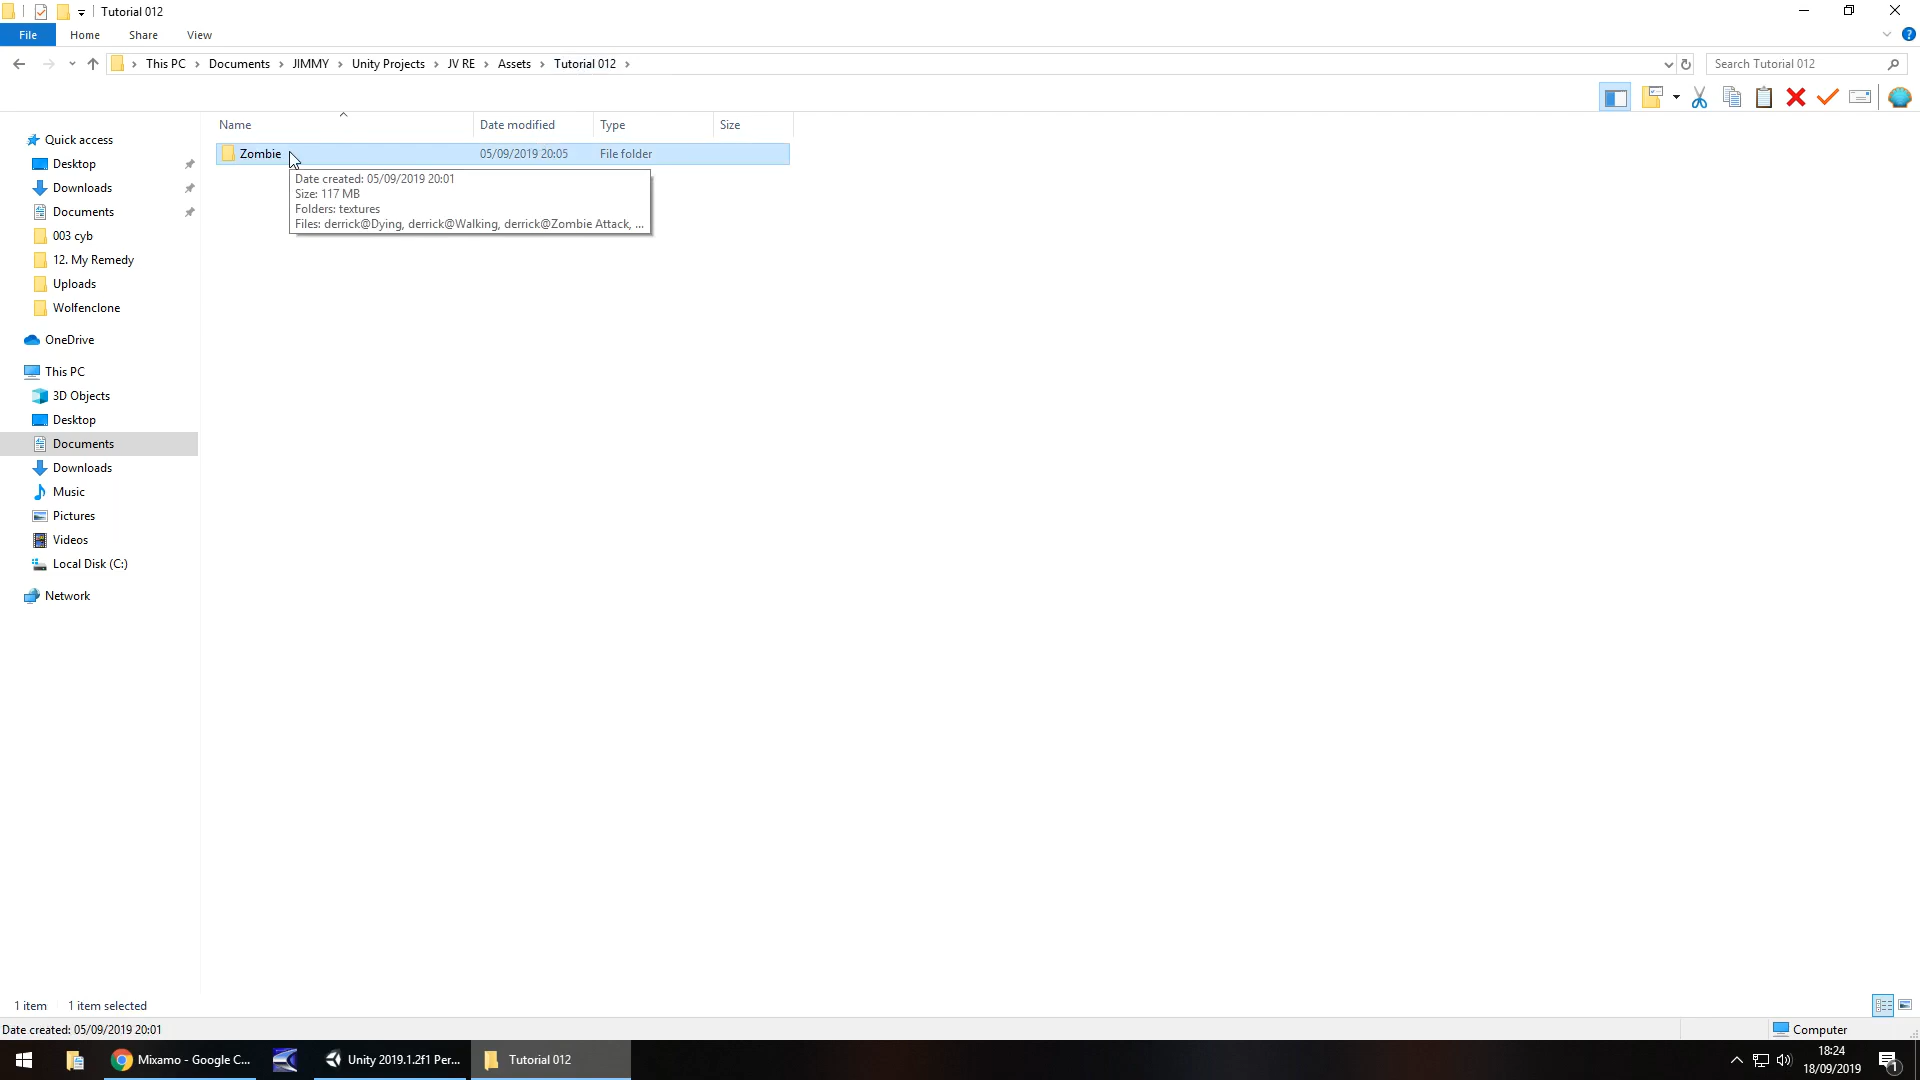 Tutorial 012
File Home Share View
This PC Documents JIMMY Unity Projects JV RE Assets Tutorial 012
Search Tutorial 012
Name Date modified Type Size
Zombie 05/09/2019 20:05 File folder
Date created: 05/09/2019 20:01
Size: 117 MB
Folders: textures
Files: derrick@Dying, derrick@Walking, derrick@Zombie Attack, ...
Quick access
Desktop
Downloads
Documents
003 cyb
12. My Remedy
Uploads
Wolfenclone
OneDrive
This PC
3D Objects
Desktop
Documents
Downloads
Music
Pictures
Videos
Local Disk (C:)
Network
1 item 1 item selected
Date created: 05/09/2019 20:01 Computer
Mixamo - Google C... Unity 2019.1.2f1 Per... Tutorial 012
18:24
18/09/2019
1